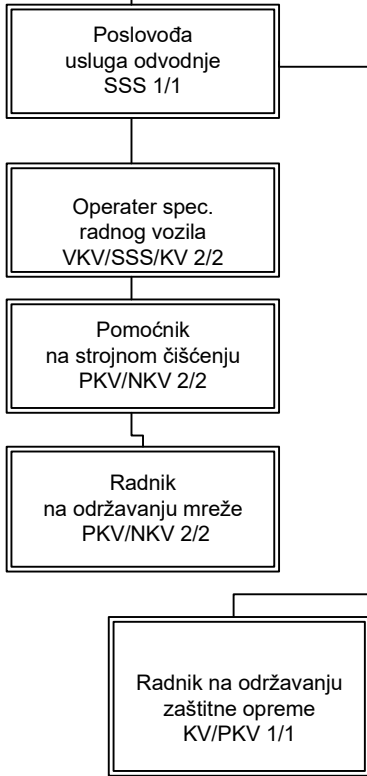 Poslovođa
usluga odvodnje
SSS 1/1
Operater spec.
radnog vozila
VKV/SSS/KV 2/2
Pomoćnik
na strojnom čišćenju
PKV/NKV 2/2
Radnik
na održavanju mreže
PKV/NKV 2/2
Radnik na održavanju
zaštitne opreme
KV/PKV 1/1